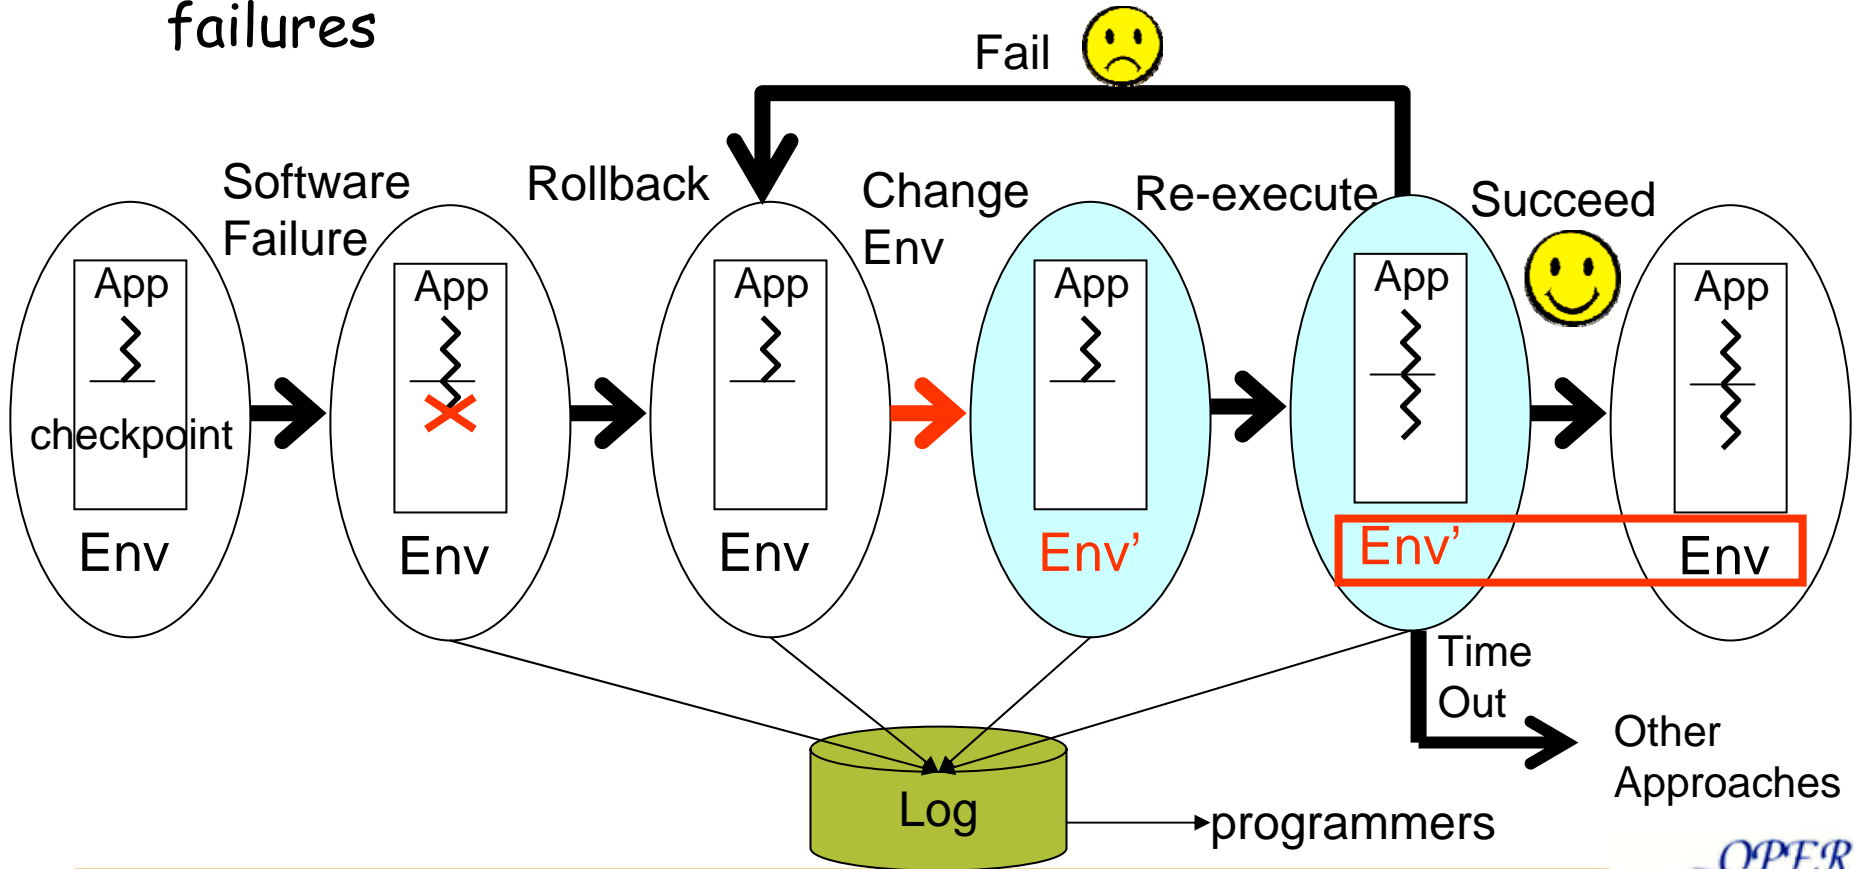 failures
Fail
Software
Failure
Rollback
Change
Env
Re-execute
Succeed
App
App
App
App
App
App
checkpoint
Env
Env
Env
Env’
Env’
Env
Time
Out
Other
Approaches
Log
programmers
OPER